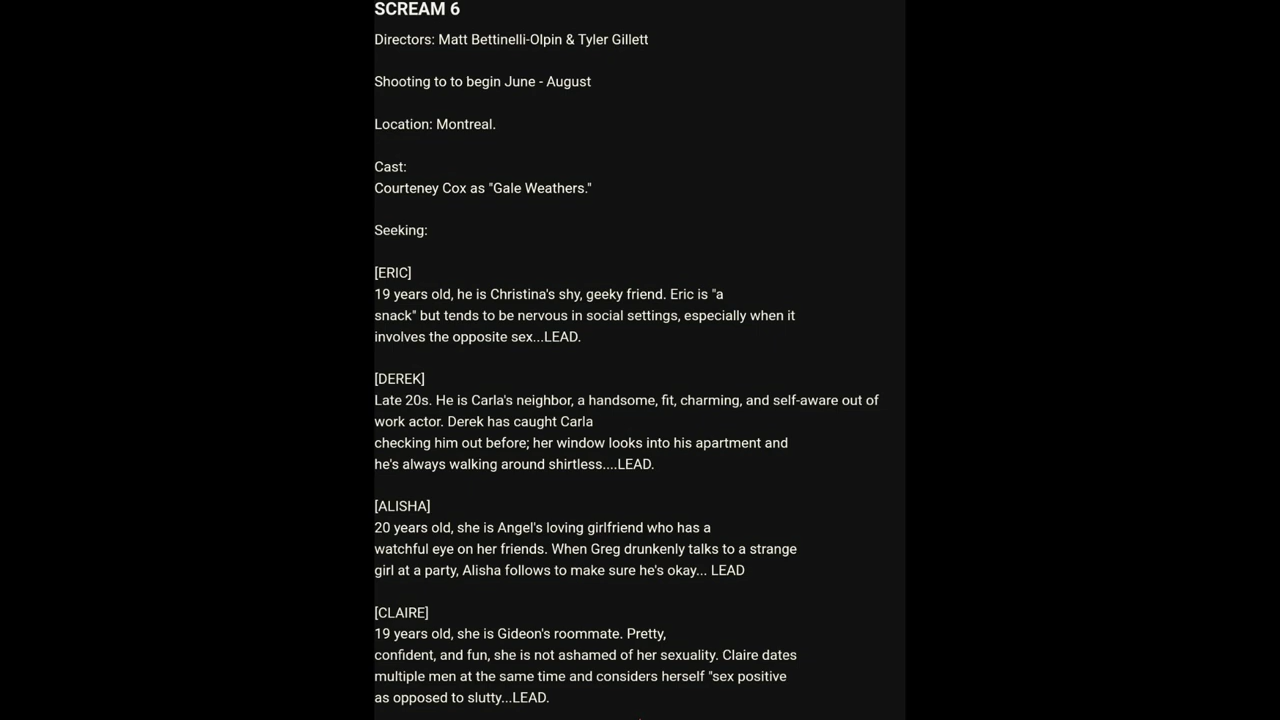 SCREAM 6
Directors: Matt Bettinelli-Olpin & Tyler Gillett
Shooting to to begin June - August
Location: Montreal.
Cast:
Courteney Cox as "Gale Weathers."
Seeking:
[ERIC]
19 years old, he is Christina's shy, geeky friend. Eric is "a
snack" but tends to be nervous in social settings, especially when it
involves the opposite sex...LEAD.
[DEREK]
Late 20s. He is Carla's neighbor, a handsome, fit, charming, and self-aware out of
work actor. Derek has caught Carla
checking him out before; her window looks into his apartment and
he's always walking around shirtless....LEAD.
[ALISHA]
20 years old, she is Angel's loving girlfriend who has a
watchful eye on her friends. When Greg drunkenly talks to a strange
girl at a party, Alisha follows to make sure he's okay... LEAD
[CLAIRE]
19 years old, she is Gideon's roommate. Pretty,
confident, and fun, she is not ashamed of her sexuality. Claire dates
multiple men at the same time and considers herself "sex positive
as opposed to slutty...LEAD.